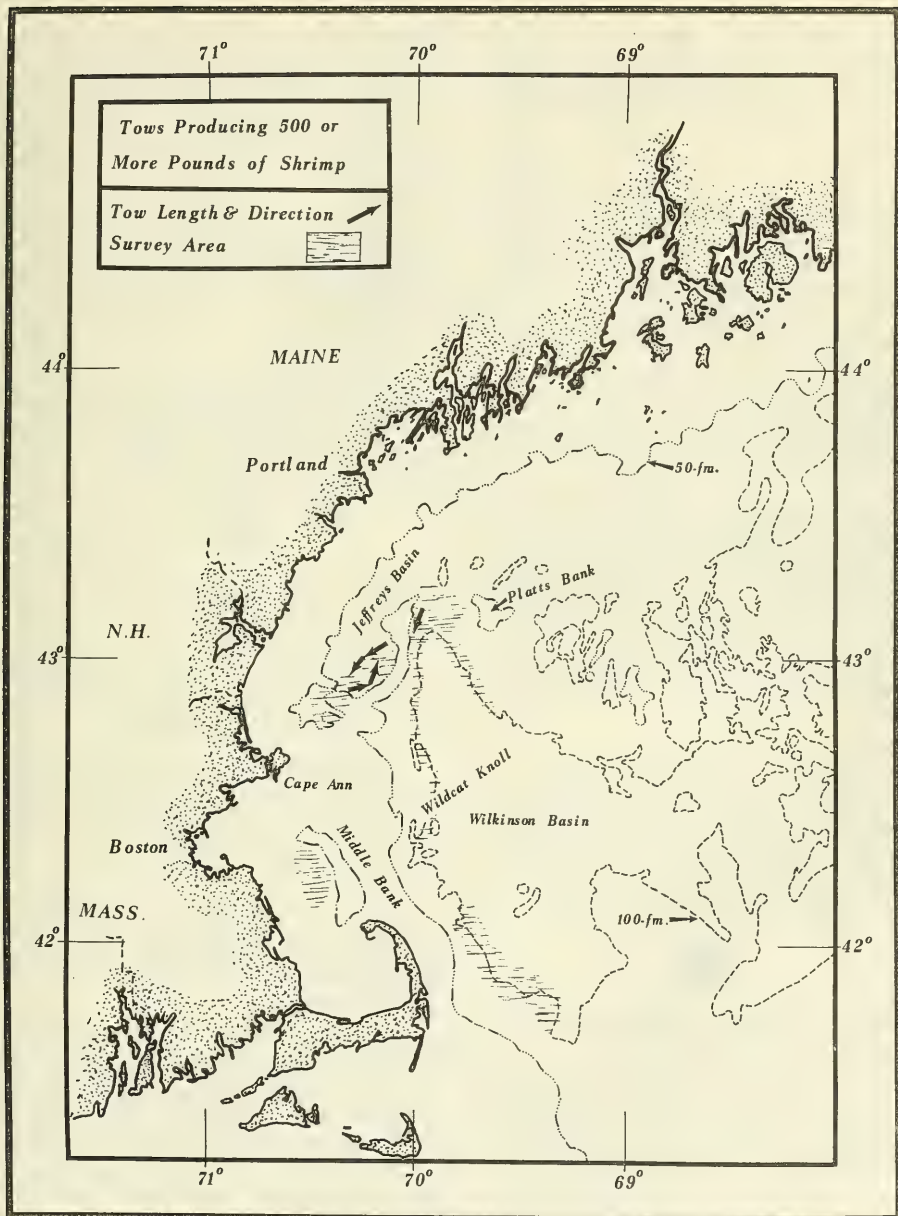 71° 70° 69°
Tows Producing 500 or
More Pounds of Shrimp
Tow Length & Direction
Survey Area
MAINE
44° 44°
Portland
50-fm.
Jeffreys Basin
Platts Bank
N.H.
43° 43°
Cape Ann
Wildcat Knoll
Wilkinson Basin
Boston
Middle Bank
MASS.
100-fm.
42° 42°
71° 70° 69°